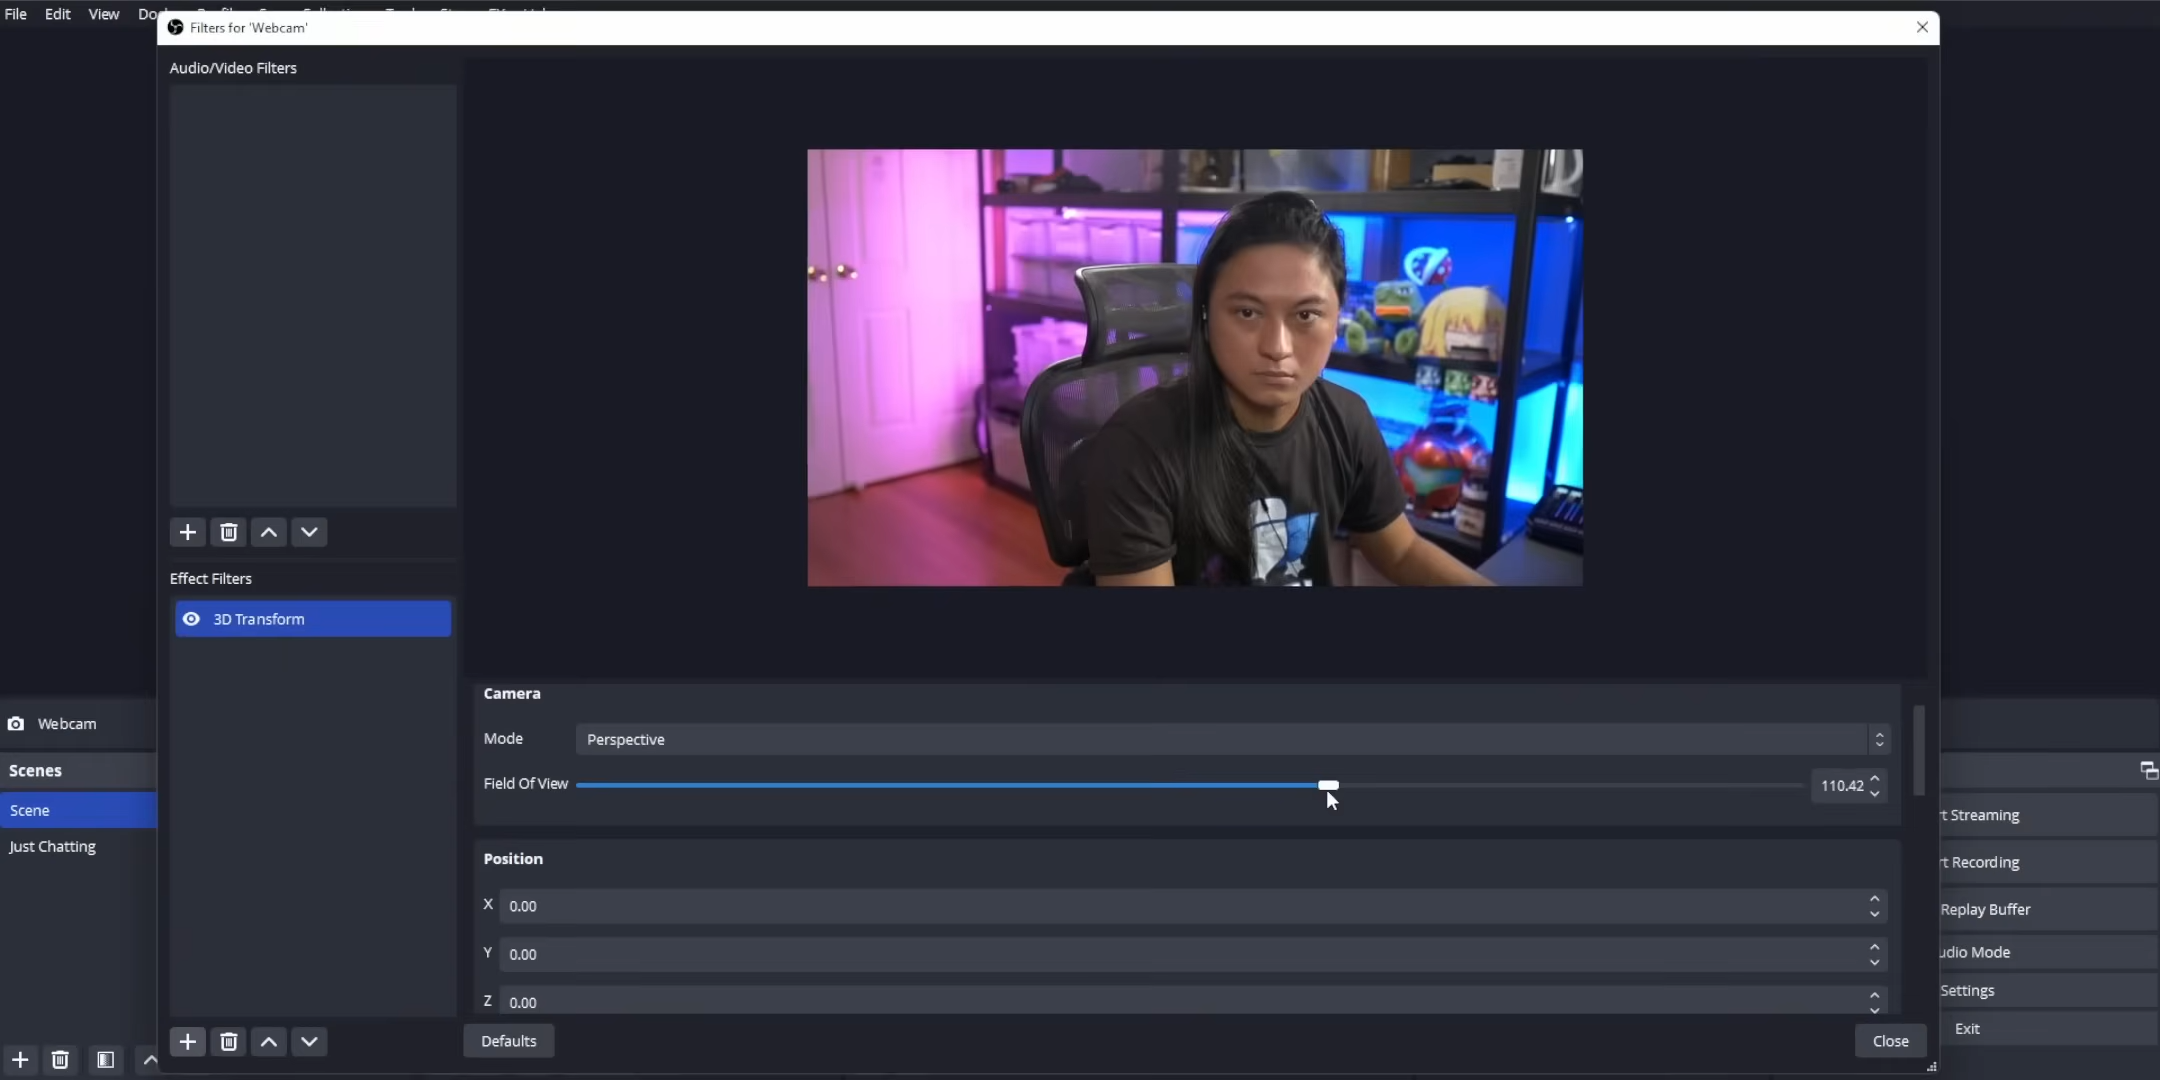 File Edit View
Filters for 'Webcam'
Audio/Video Filters
Effect Filters
3D Transform
Camera
Mode Perspective
Field Of View 110.42
Position
X 0.00
Y 0.00
Z 0.00
Defaults Close
Webcam
Scenes
Scene
Just Chatting
t Streaming
t Recording
Replay Buffer
udio Mode
Settings
Exit